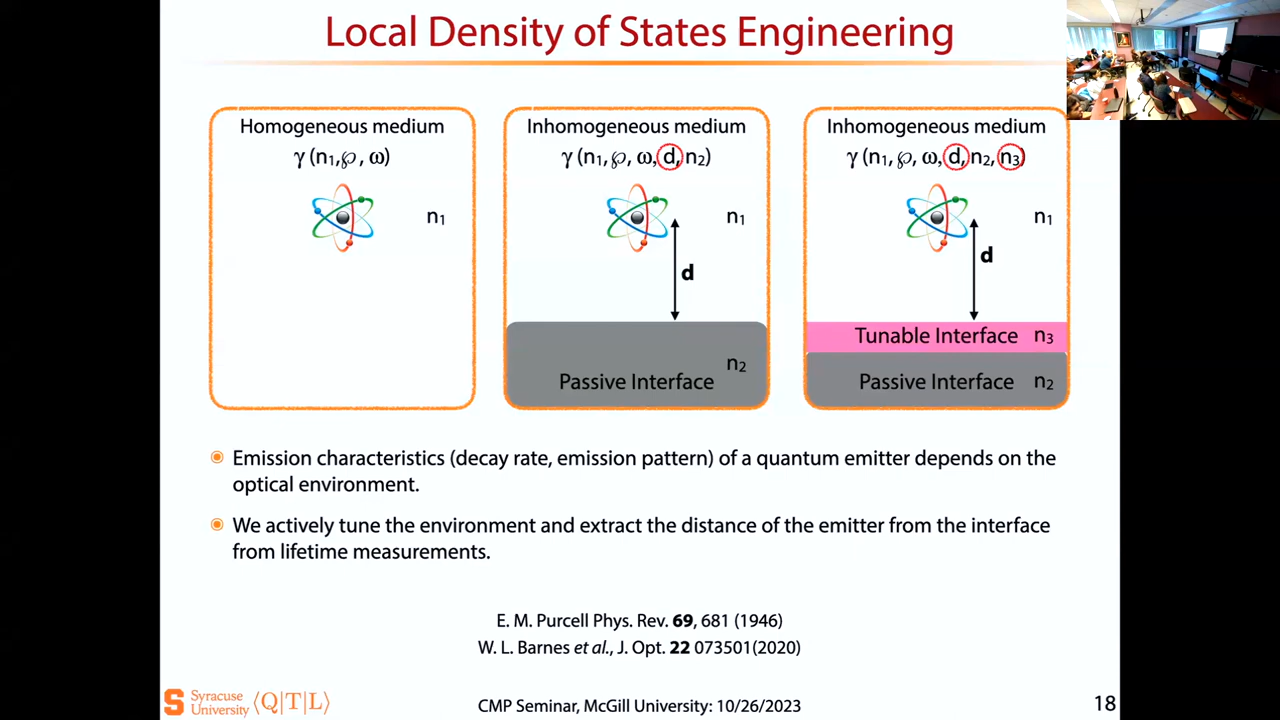 Local Density of States Engineering
Homogeneous medium
γ (n₁,℘, ω)
n₁
Inhomogeneous medium
γ (n₁,℘, ω, d, n₂)
n₁
d
n₂
Passive Interface
Inhomogeneous medium
γ (n₁,℘, ω, d, n₂, n₃)
n₁
d
Tunable Interface n₃
Passive Interface n₂
Emission characteristics (decay rate, emission pattern) of a quantum emitter depends on the
optical environment.
We actively tune the environment and extract the distance of the emitter from the interface
from lifetime measurements.
E. M. Purcell Phys. Rev. 69, 681 (1946)
W. L. Barnes et al., J. Opt. 22 073501(2020)
S Syracuse
University ⟨Q|T|L⟩
CMP Seminar, McGill University: 10/26/2023
18